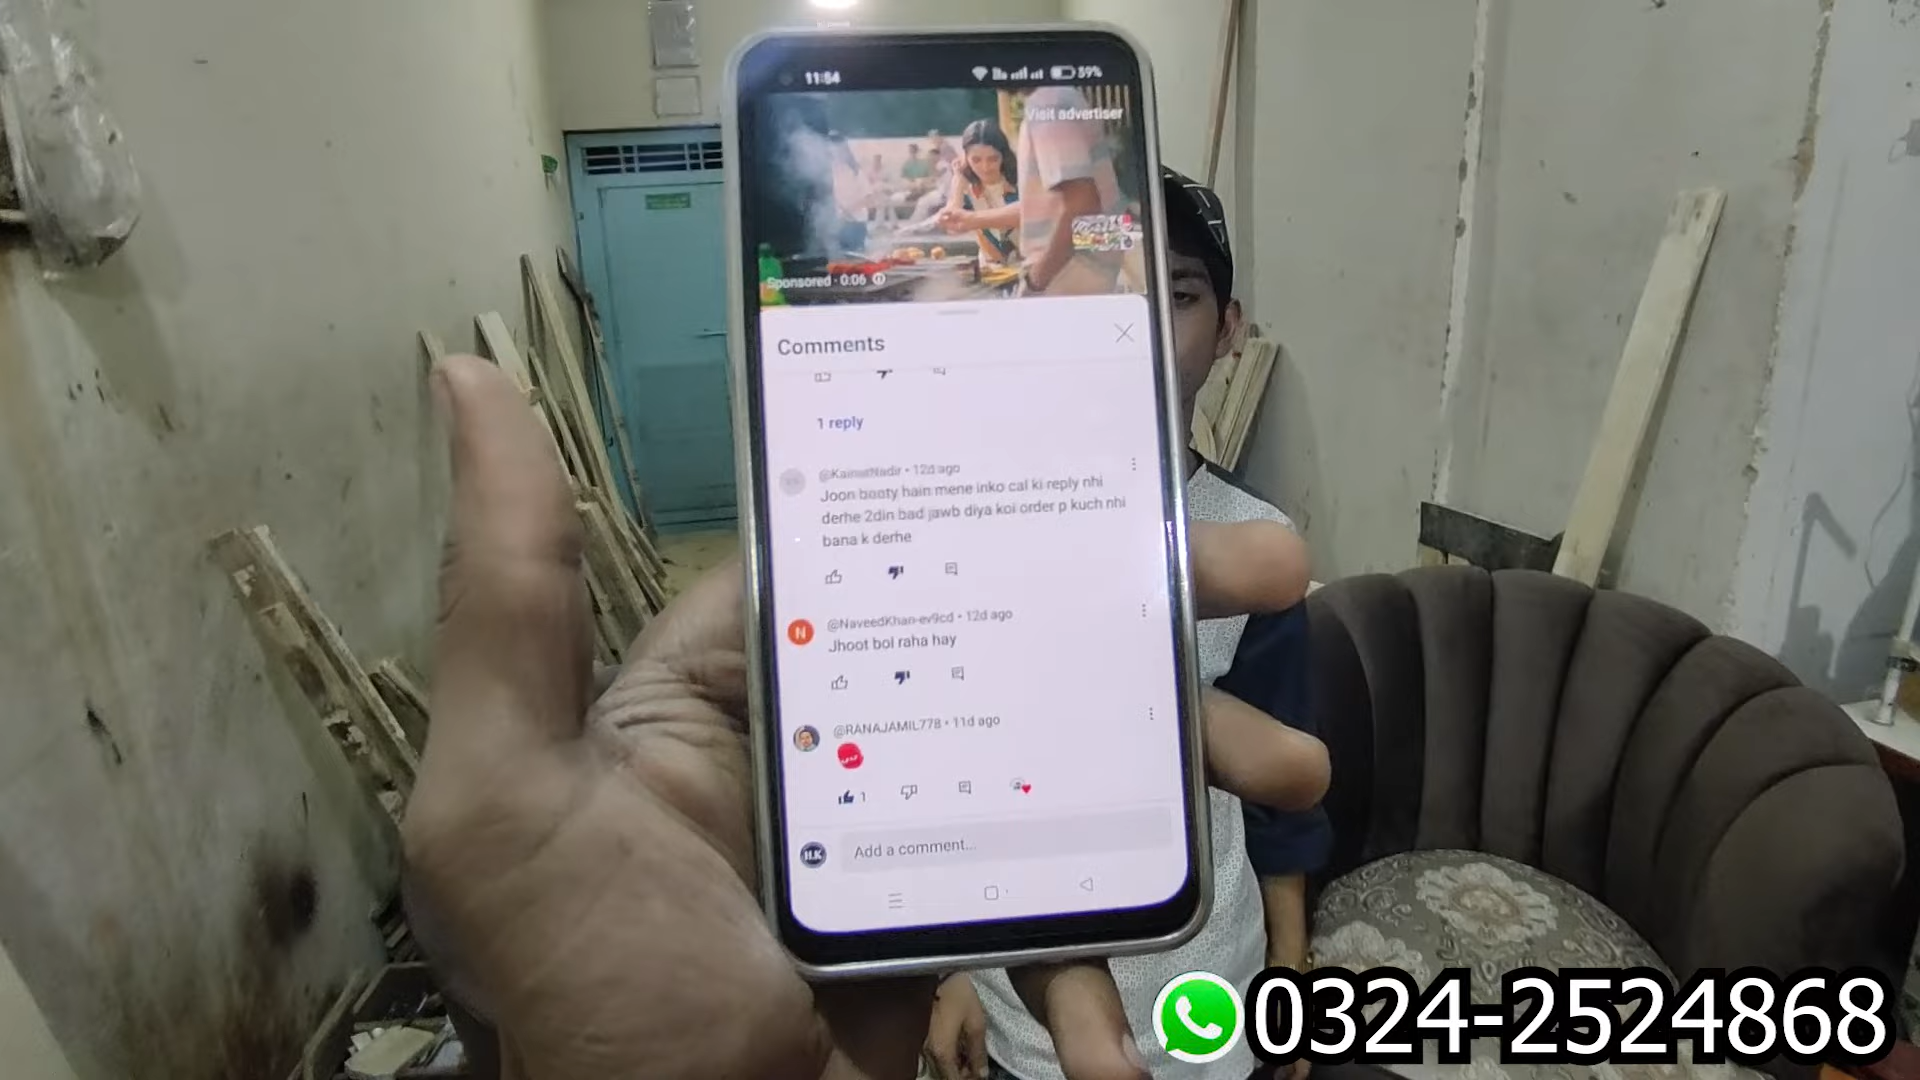 11:54
59%
Visit advertiser
Sponsored · 0:06
Comments
1 reply
@KainatNadir • 12d ago
Joon booty hain mene inko cal ki reply nhi
derhe 2din bad jawb diya koi order p kuch nhi
bana k derhe
N
@NaveedKhan-ev9cd • 12d ago
Jhoot bol raha hay
@RANAJAMIL778 • 11d ago
1
H.K
Add a comment...
0324-2524868